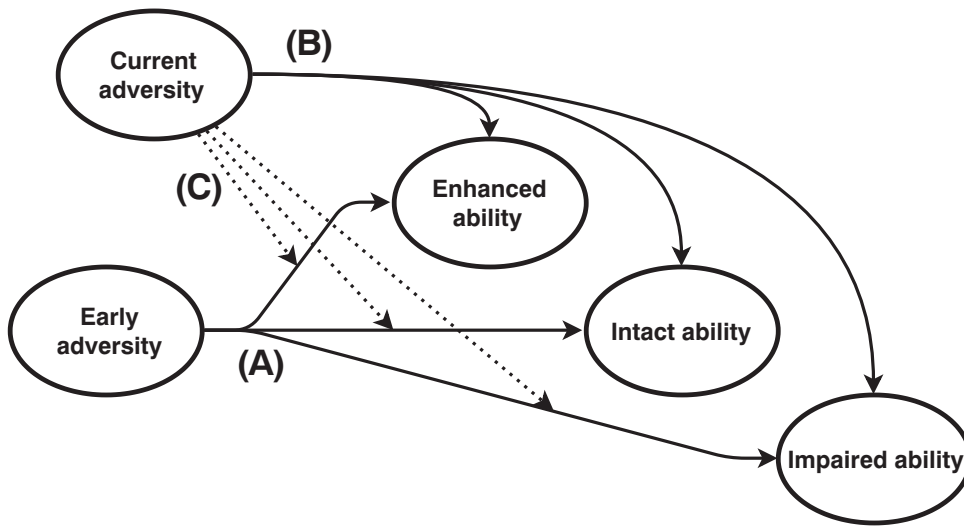 (B)
Current
adversity
(C)
Enhanced
ability
Early
adversity
(A)
Intact ability
Impaired ability